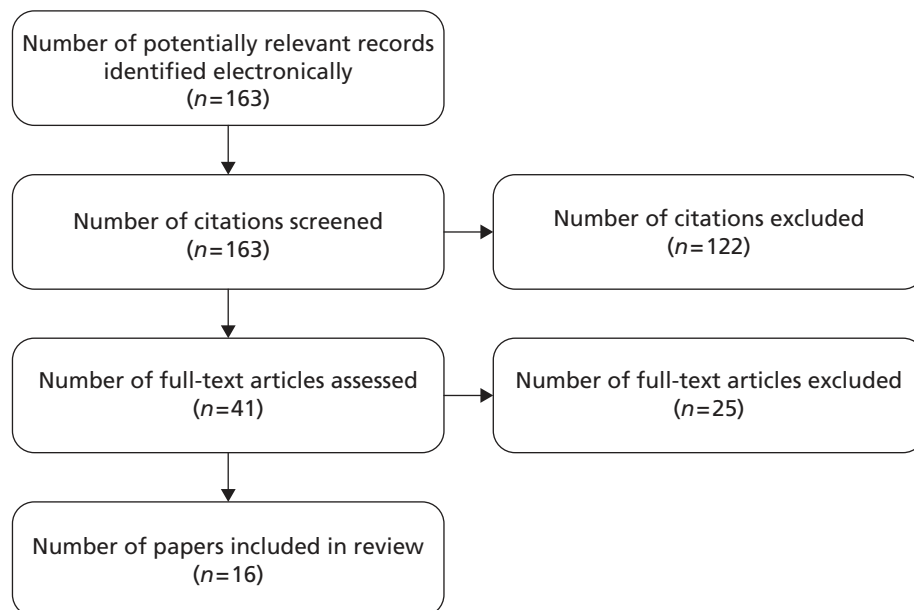 Number of potentially relevant records
identified electronically
(n=163)
Number of citations screened
(n=163)
Number of citations excluded
(n=122)
Number of full-text articles assessed
(n=41)
Number of full-text articles excluded
(n=25)
Number of papers included in review
(n=16)